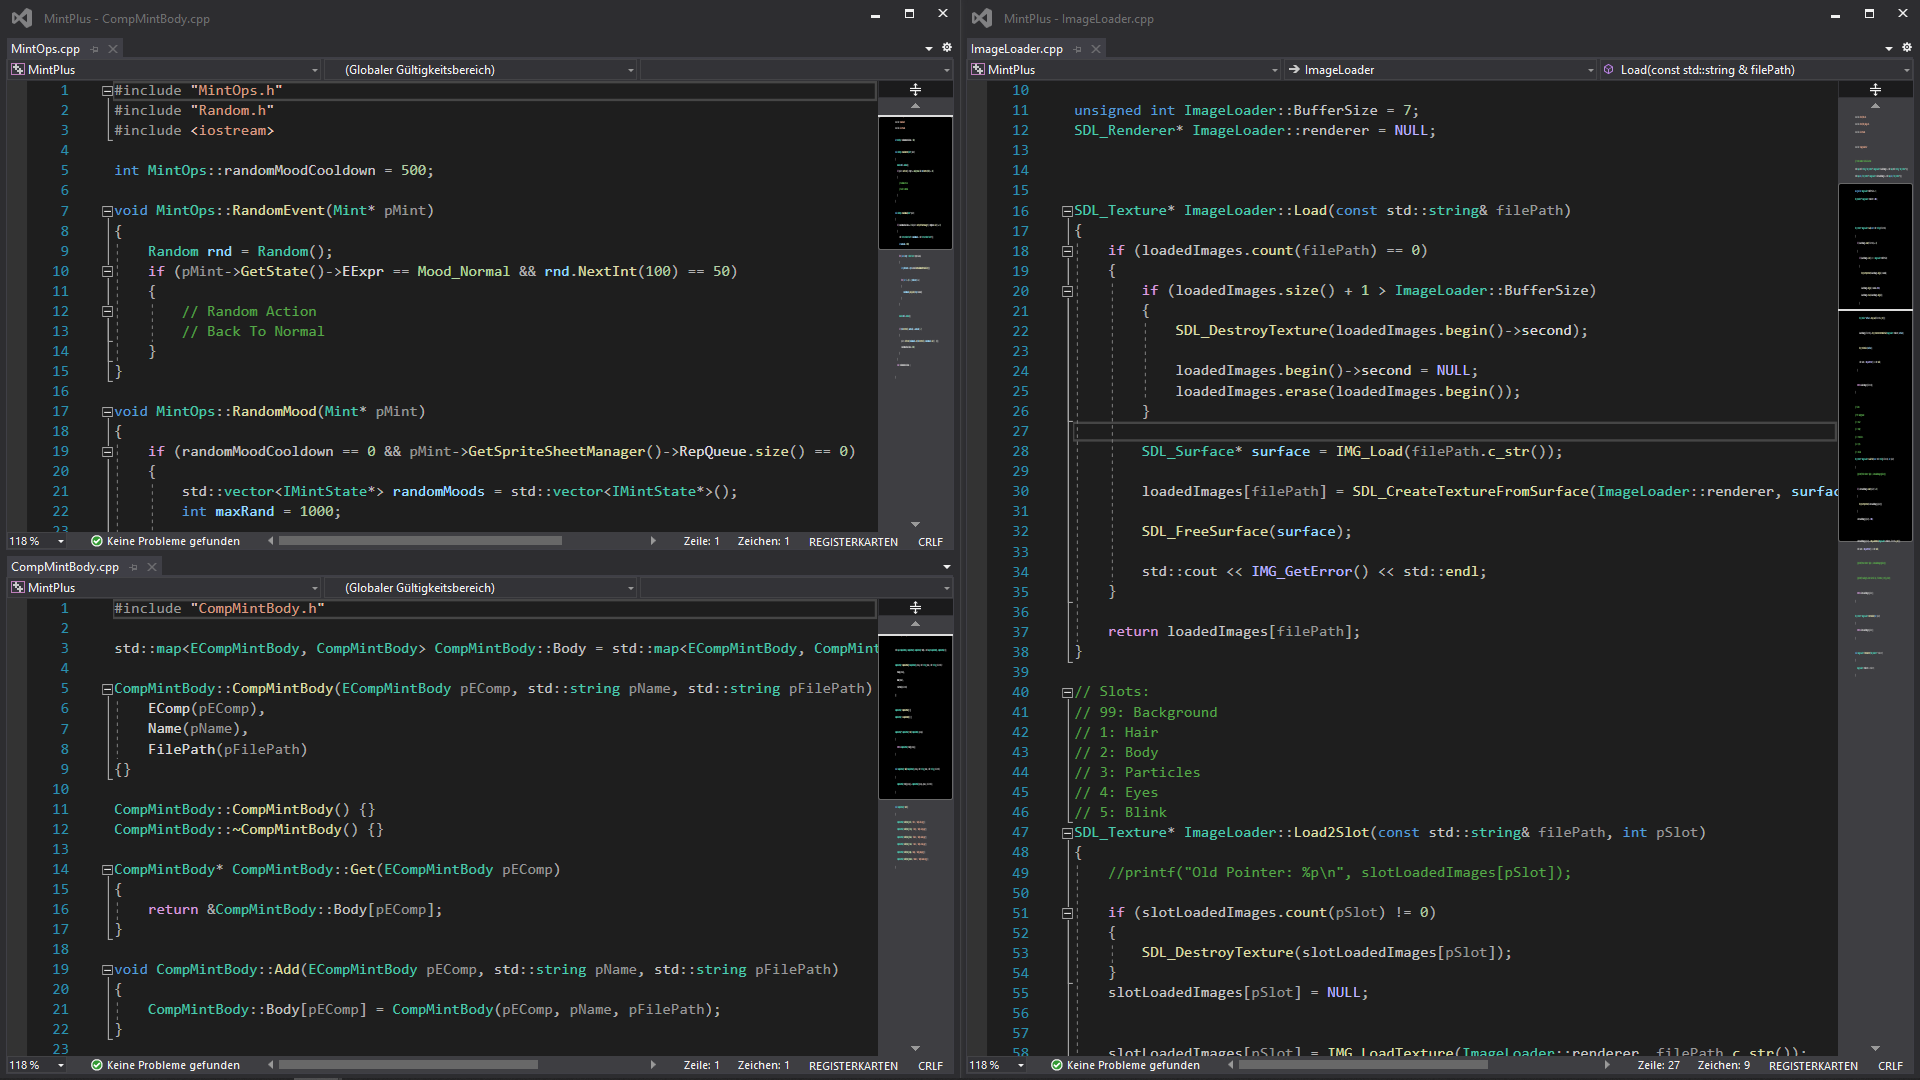 MintPlus - CompMintBody.cpp
MintOps.cpp
MintPlus
(Globaler Gültigkeitsbereich)
1 #include "MintOps.h"
2 #include "Random.h"
3 #include <iostream>
4
5 int MintOps::randomMoodCooldown = 500;
6
7 void MintOps::RandomEvent(Mint* pMint)
8 {
9 Random rnd = Random();
10 if (pMint->GetState()->EExpr == Mood_Normal && rnd.NextInt(100) == 50)
11 {
12 // Random Action
13 // Back To Normal
14 }
15 }
16
17 void MintOps::RandomMood(Mint* pMint)
18 {
19 if (randomMoodCooldown == 0 && pMint->GetSpriteSheetManager()->RepQueue.size() == 0)
20 {
21 std::vector<IMintState*> randomMoods = std::vector<IMintState*>();
22 int maxRand = 1000;
23
118 % Keine Probleme gefunden Zeile: 1 Zeichen: 1 REGISTERKARTEN CRLF
CompMintBody.cpp
MintPlus
(Globaler Gültigkeitsbereich)
1 #include "CompMintBody.h"
2
3 std::map<ECompMintBody, CompMintBody> CompMintBody::Body = std::map<ECompMintBody, CompMint
4
5 CompMintBody::CompMintBody(ECompMintBody pEComp, std::string pName, std::string pFilePath)
6 EComp(pEComp),
7 Name(pName),
8 FilePath(pFilePath)
9 {}
10
11 CompMintBody::CompMintBody() {}
12 CompMintBody::~CompMintBody() {}
13
14 CompMintBody* CompMintBody::Get(ECompMintBody pEComp)
15 {
16 return &CompMintBody::Body[pEComp];
17 }
18
19 void CompMintBody::Add(ECompMintBody pEComp, std::string pName, std::string pFilePath)
20 {
21 CompMintBody::Body[pEComp] = CompMintBody(pEComp, pName, pFilePath);
22 }
23
118 % Keine Probleme gefunden Zeile: 1 Zeichen: 1 REGISTERKARTEN CRLF
MintPlus - ImageLoader.cpp
ImageLoader.cpp
MintPlus
ImageLoader
Load(const std::string & filePath)
10
11 unsigned int ImageLoader::BufferSize = 7;
12 SDL_Renderer* ImageLoader::renderer = NULL;
13
14
15
16 SDL_Texture* ImageLoader::Load(const std::string& filePath)
17 {
18 if (loadedImages.count(filePath) == 0)
19 {
20 if (loadedImages.size() + 1 > ImageLoader::BufferSize)
21 {
22 SDL_DestroyTexture(loadedImages.begin()->second);
23
24 loadedImages.begin()->second = NULL;
25 loadedImages.erase(loadedImages.begin());
26 }
27
28 SDL_Surface* surface = IMG_Load(filePath.c_str());
29
30 loadedImages[filePath] = SDL_CreateTextureFromSurface(ImageLoader::renderer, surfac
31
32 SDL_FreeSurface(surface);
33
34 std::cout << IMG_GetError() << std::endl;
35 }
36
37 return loadedImages[filePath];
38 }
39
40 // Slots:
41 // 99: Background
42 // 1: Hair
43 // 2: Body
44 // 3: Particles
45 // 4: Eyes
46 // 5: Blink
47 SDL_Texture* ImageLoader::Load2Slot(const std::string& filePath, int pSlot)
48 {
49 //printf("Old Pointer: %p\n", slotLoadedImages[pSlot]);
50
51 if (slotLoadedImages.count(pSlot) != 0)
52 {
53 SDL_DestroyTexture(slotLoadedImages[pSlot]);
54 }
55 slotLoadedImages[pSlot] = NULL;
56
57
58 slotLoadedImages[pSlot] = IMG_LoadTexture(ImageLoader::renderer, filePath.c_str());
118 % Keine Probleme gefunden Zeile: 27 Zeichen: 9 REGISTERKARTEN CRLF